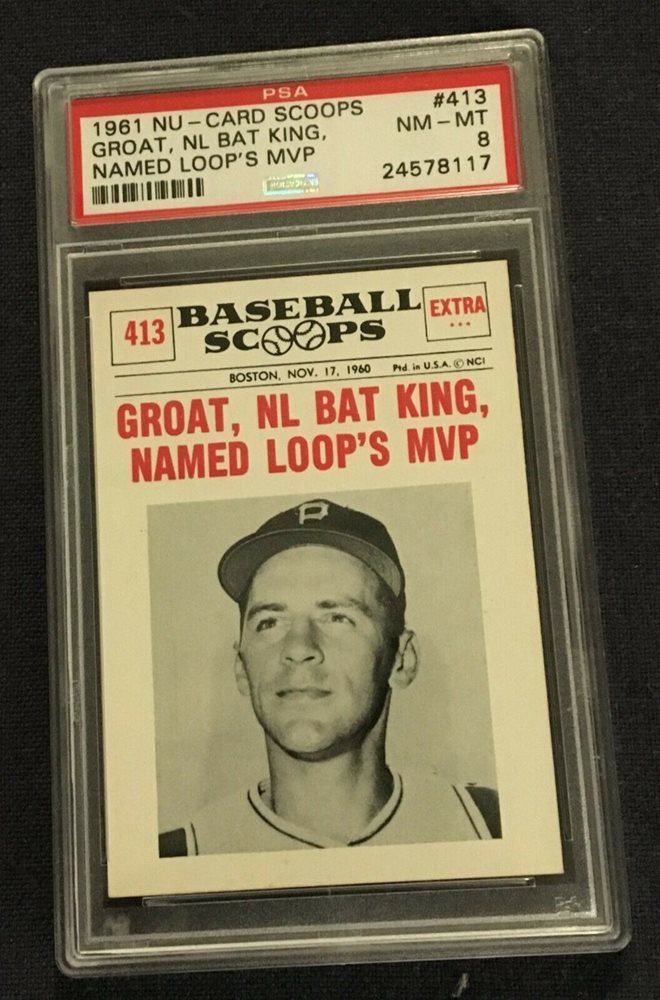 PSA
1961 NU-CARD SCOOPS #413
GROAT, NL BAT KING, NM-MT
NAMED LOOP'S MVP 8
24578117
413 BASEBALL SCOOPS EXTRA
BOSTON, NOV. 17, 1960 Ptd. in U.S.A. © NCI
GROAT, NL BAT KING,
NAMED LOOP'S MVP
P